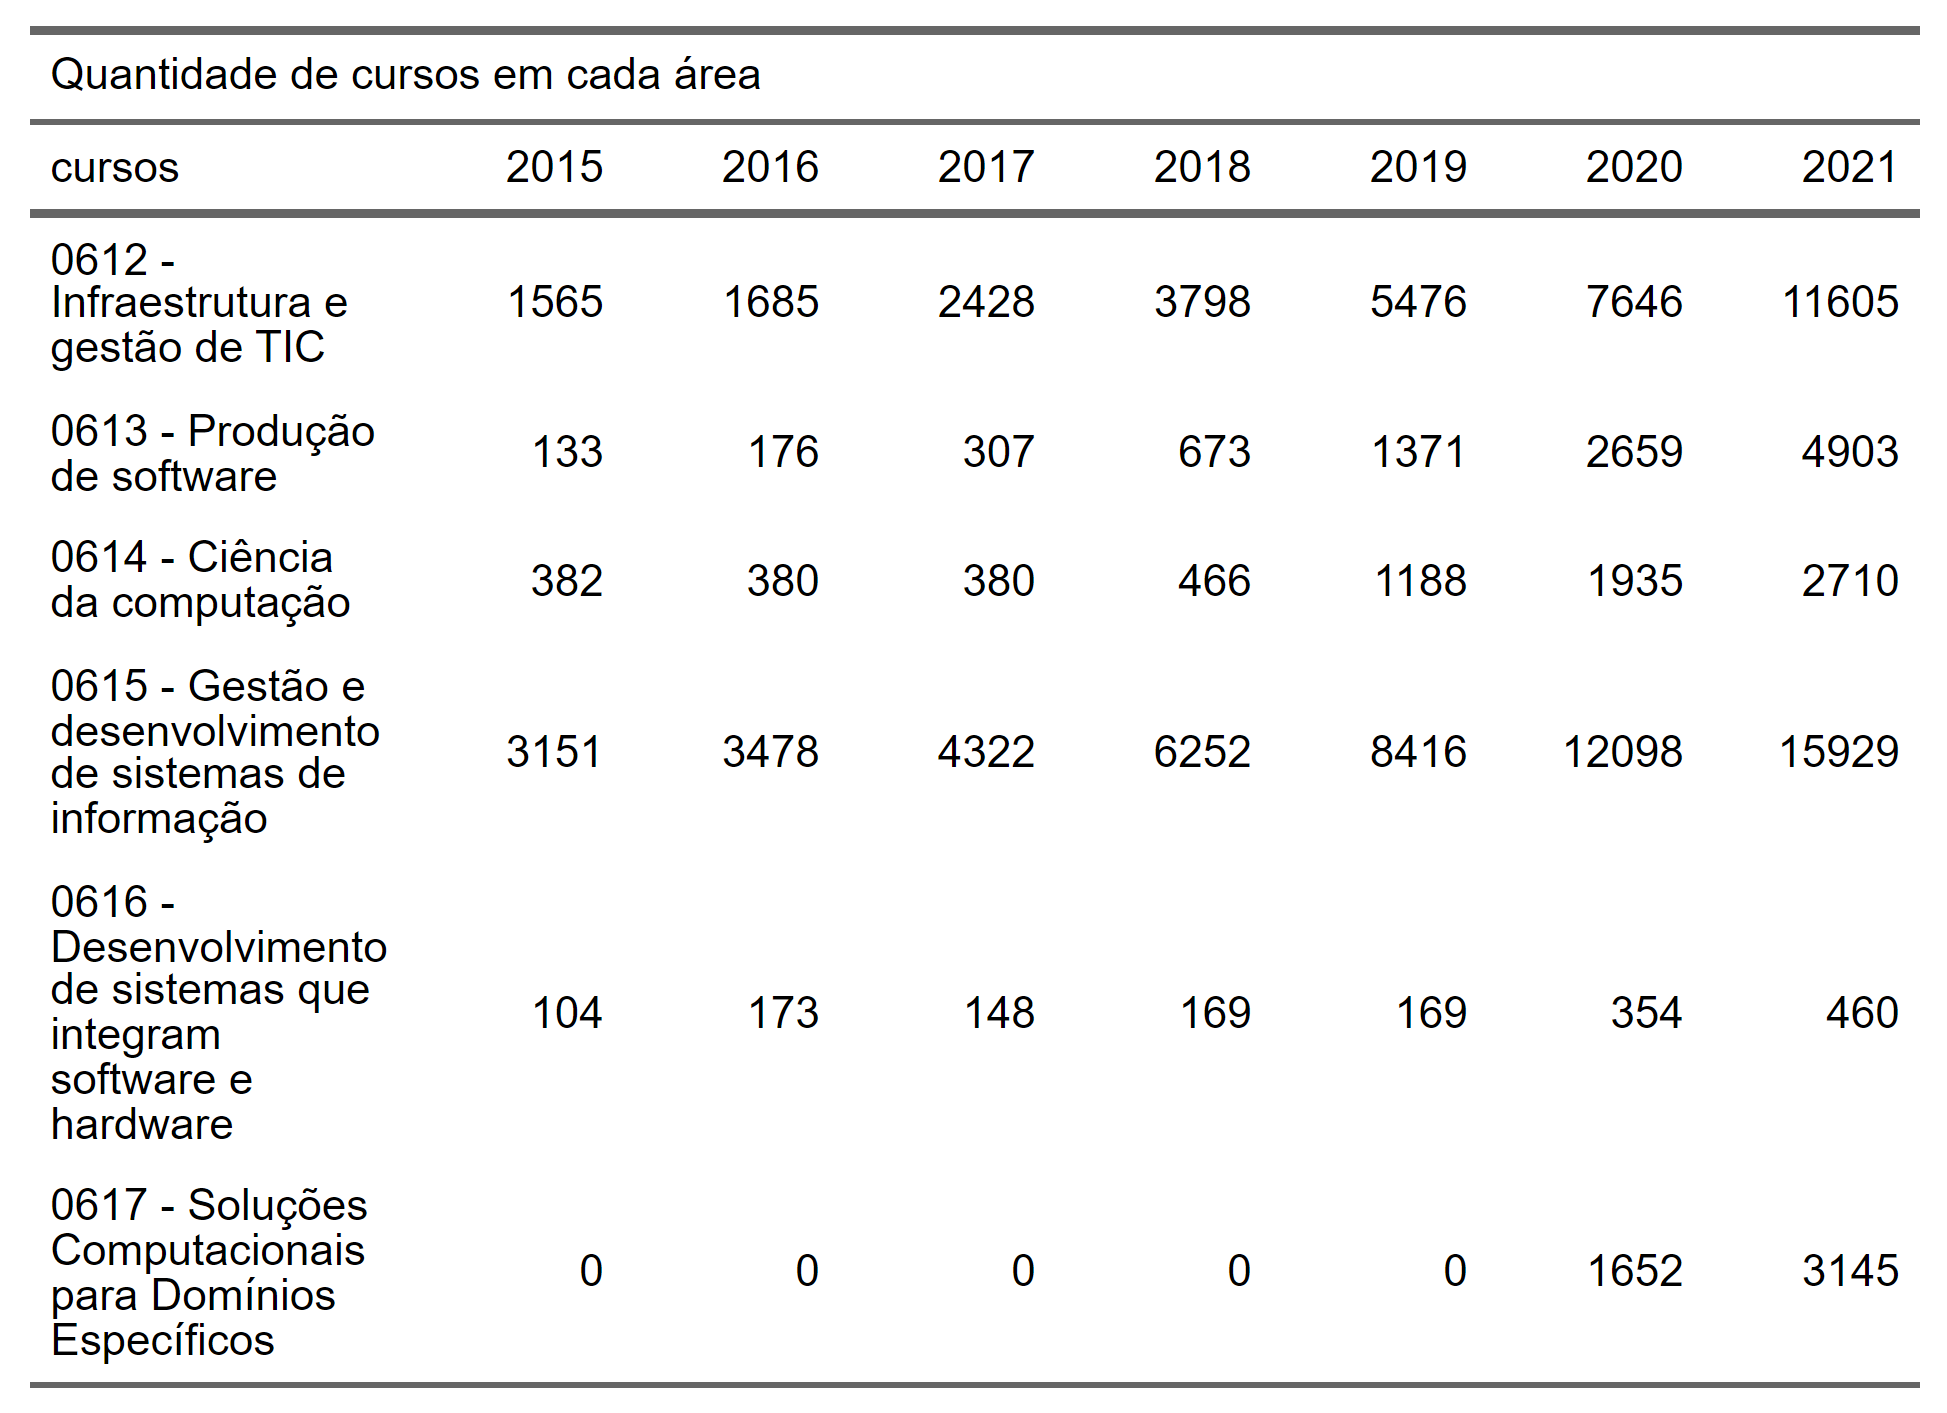 Quantidade de cursos em cada área
cursos 2015 2016 2017 2018 2019 2020 2021
0612 -
Infraestrutura e 1565 1685 2428 3798 5476 7646 11605
gestão de TIC
0613 - Produção
de software 133 176 307 673 1371 2659 4903
0614 - Ciência
da computação 382 380 380 466 1188 1935 2710
0615 - Gestão e
desenvolvimento 3151 3478 4322 6252 8416 12098 15929
de sistemas de
informação
0616 -
Desenvolvimento
de sistemas que 104 173 148 169 169 354 460
integram
software e
hardware
0617 - Soluções
Computacionais 0 0 0 0 0 1652 3145
para Domínios
Específicos